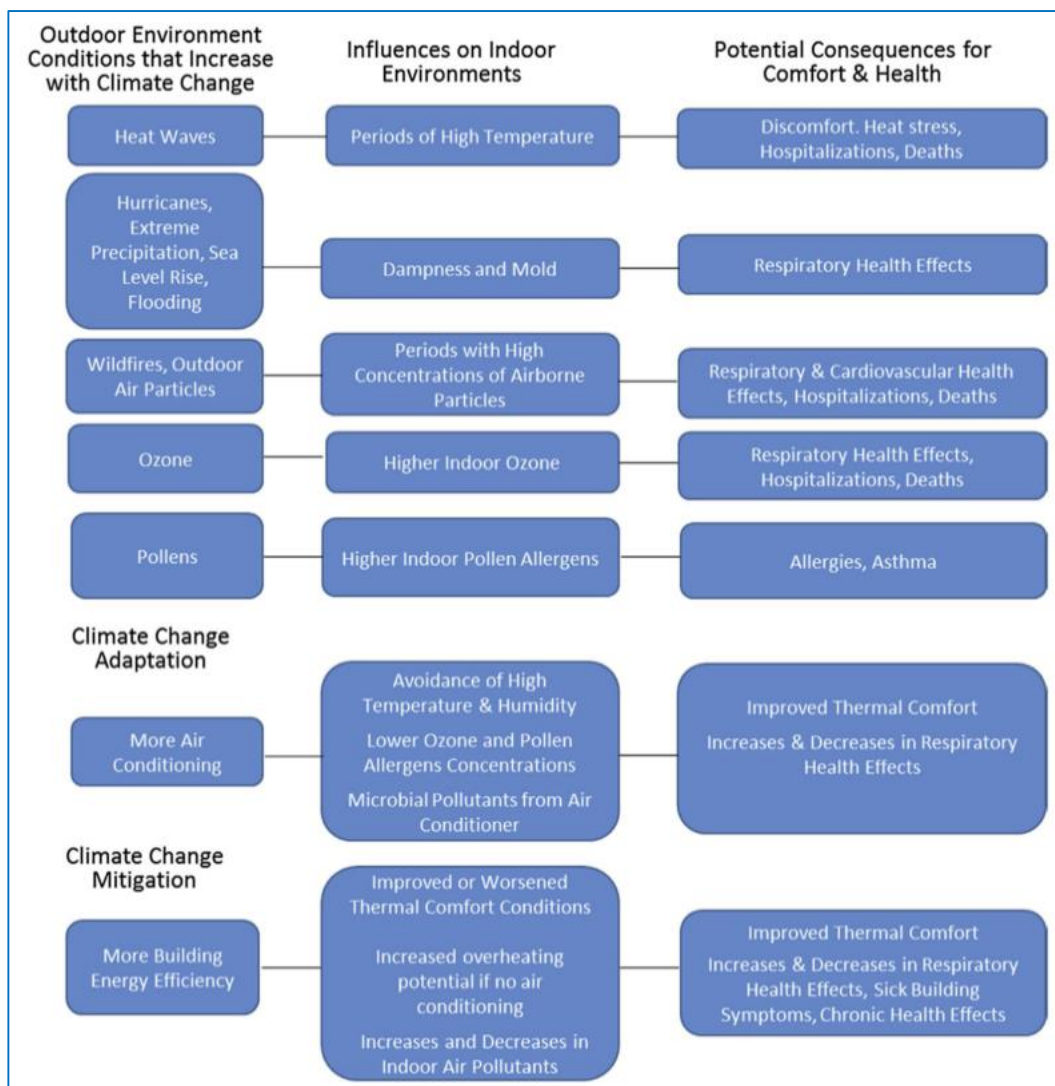 Outdoor Environment
Conditions that Increase
with Climate Change
Influences on Indoor
Environments
Potential Consequences for
Comfort & Health
Heat Waves
Periods of High Temperature
Discomfort. Heat stress,
Hospitalizations, Deaths
Hurricanes,
Extreme
Precipitation, Sea
Level Rise,
Flooding
Dampness and Mold
Respiratory Health Effects
Wildfires, Outdoor
Air Particles
Periods with High
Concentrations of Airborne
Particles
Respiratory & Cardiovascular Health
Effects, Hospitalizations, Deaths
Ozone
Higher Indoor Ozone
Respiratory Health Effects,
Hospitalizations, Deaths
Pollens
Higher Indoor Pollen Allergens
Allergies, Asthma
Climate Change
Adaptation
More Air
Conditioning
Avoidance of High
Temperature & Humidity
Lower Ozone and Pollen
Allergens Concentrations
Microbial Pollutants from Air
Conditioner
Improved Thermal Comfort
Increases & Decreases in Respiratory
Health Effects
Climate Change
Mitigation
More Building
Energy Efficiency
Improved or Worsened
Thermal Comfort Conditions
Increased overheating
potential if no air
conditioning
Increases and Decreases in
Indoor Air Pollutants
Improved Thermal Comfort
Increases & Decreases in Respiratory
Health Effects, Sick Building
Symptoms, Chronic Health Effects